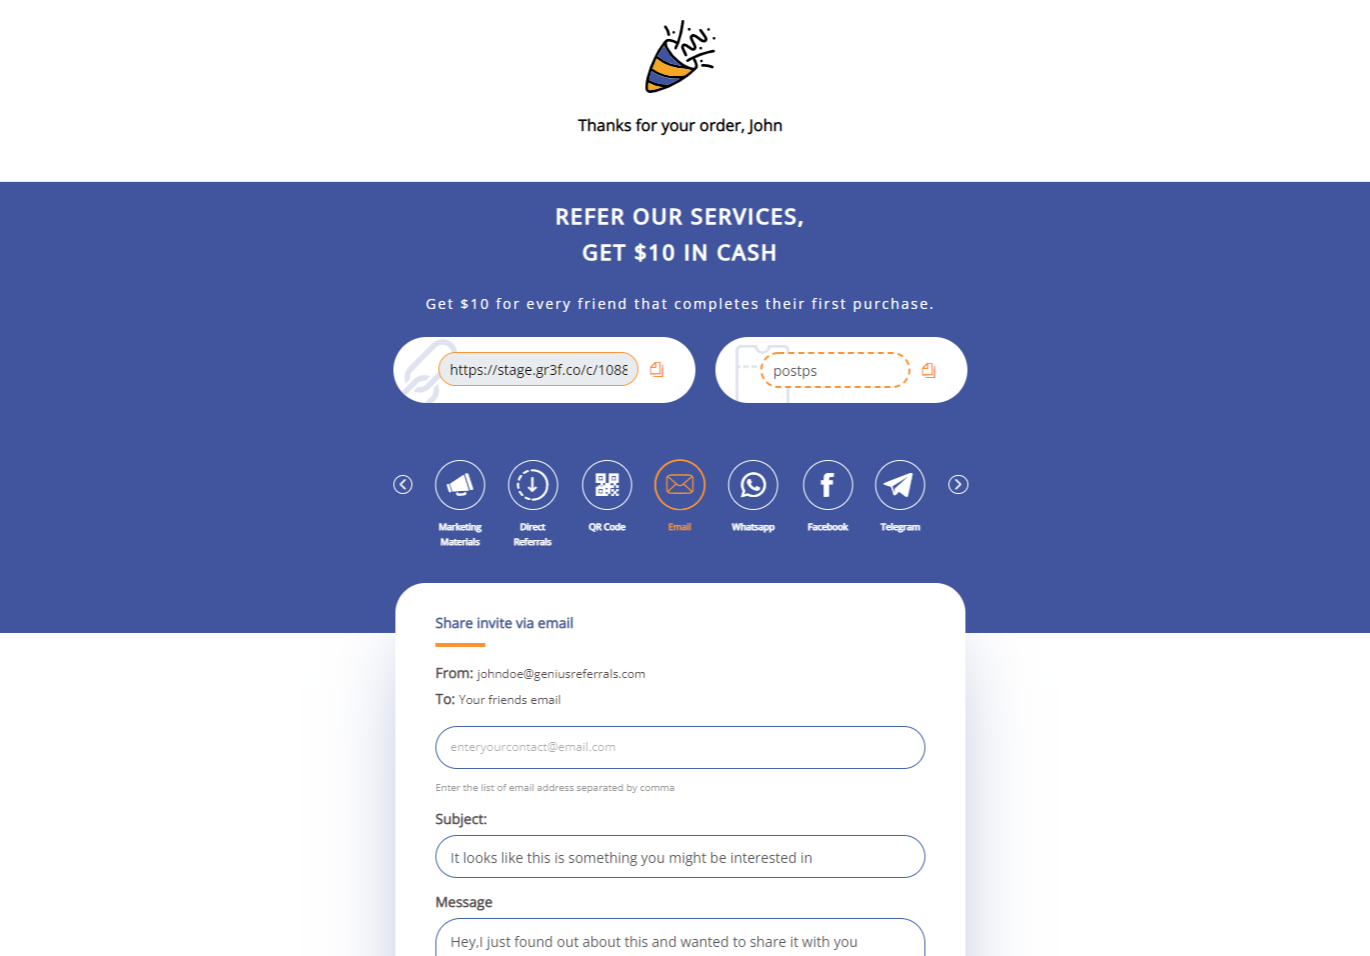 Thanks for your order, John
REFER OUR SERVICES,
GET $10 IN CASH
Get $10 for every friend that completes their first purchase.
https://stage.gr3f.co/c/1088
postps
Marketing
Materials
Direct
Referrals
QR Code
Email
Whatsapp
Facebook
Telegram
Share invite via email
From: johndoe@geniusreferrals.com
To: Your friends email
enteryourcontact@email.com
Enter the list of email address separated by comma
Subject:
It looks like this is something you might be interested in
Message
Hey,I just found out about this and wanted to share it with you